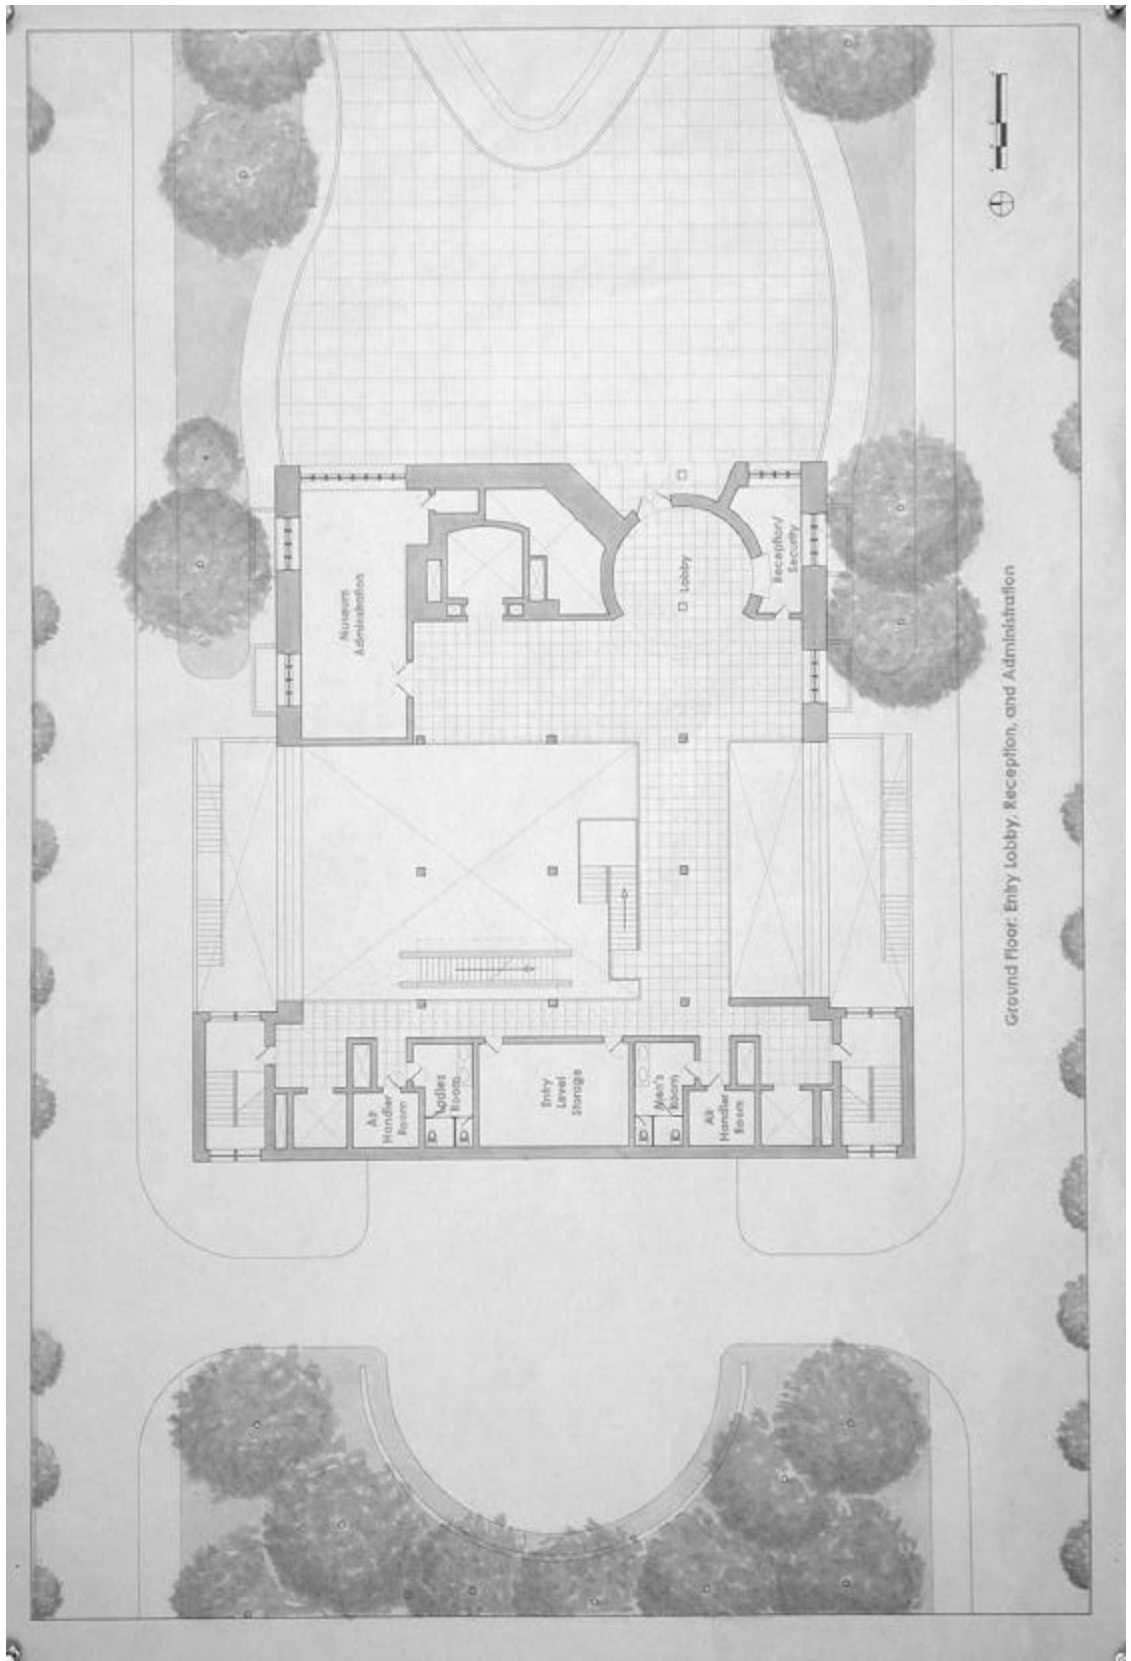 Ground Floor: Entry Lobby, Reception, and Administration
Museum
Administration
Lobby
Reception/
Security
Air
Handler
Room
Ladies
Room
Entry
Level
Storage
Men's
Room
Air
Handler
Room